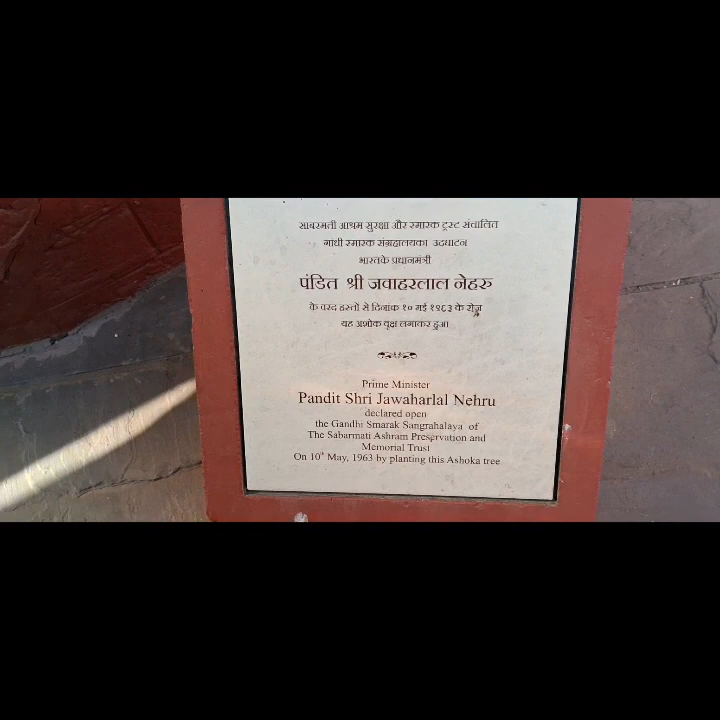 साबरमती आश्रम सुरक्षा और स्मारक ट्रस्ट संचालित
गांधी स्मारक संग्रहालयका उदघाटन
भारतके प्रधानमंत्री
पंडित श्री जवाहरलाल नेहरु
के वरद हस्तों से दिनांक १० मई १९६३ के रोज़
यह अशोक वृक्ष लगाकर हुआ
Prime Minister
Pandit Shri Jawaharlal Nehru
declared open
the Gandhi Smarak Sangrahalaya of
The Sabarmati Ashram Preservation and
Memorial Trust
On 10th May, 1963 by planting this Ashoka tree